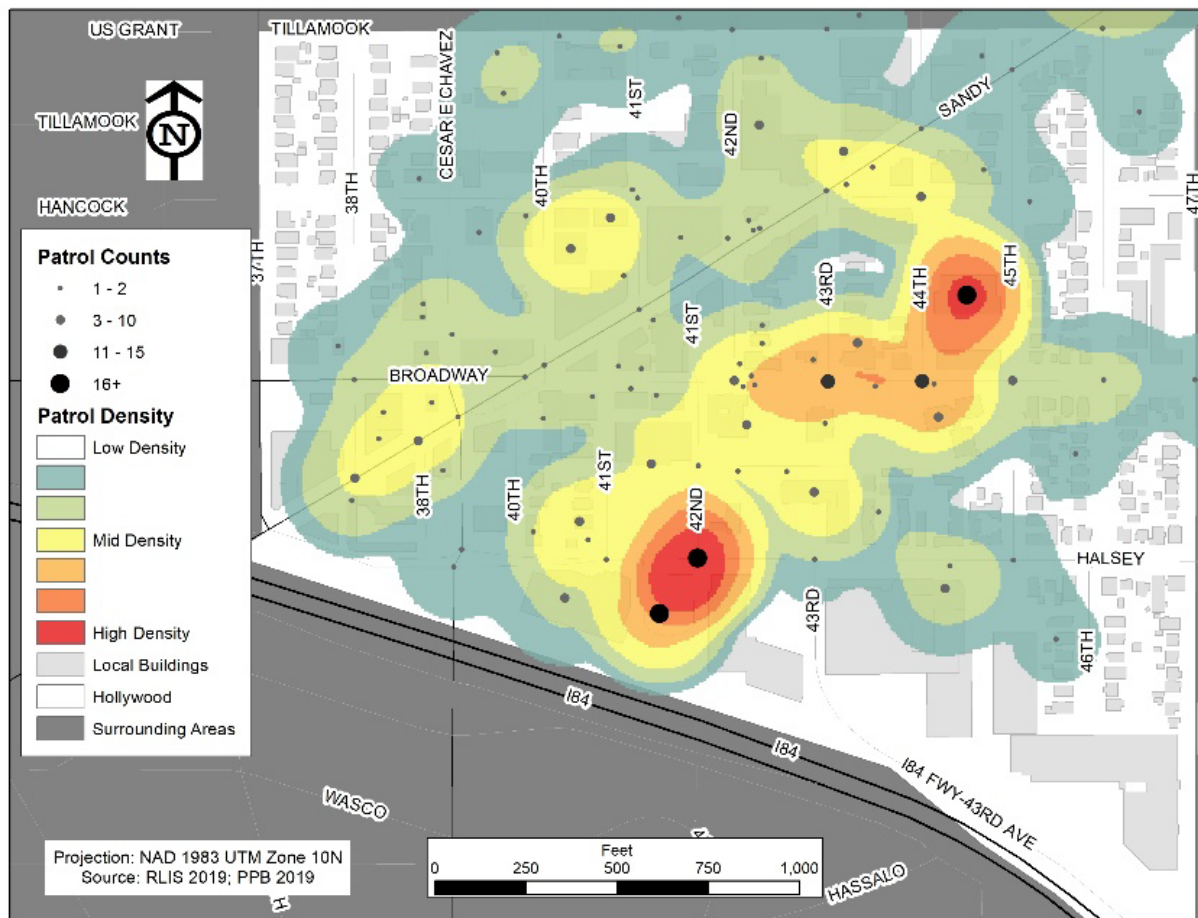 US GRANT
TILLAMOOK
CESAR E CHAVEZ
41ST
42ND
SANDY
N
TILLAMOOK
HANCOCK
38TH
40TH
47TH
37TH
43RD
44TH
45TH
41ST
BROADWAY
Patrol Counts
1 - 2
3 - 10
11 - 15
16+
Patrol Density
Low Density
Mid Density
High Density
Local Buildings
Hollywood
Surrounding Areas
38TH
40TH
41ST
42ND
HALSEY
43RD
46TH
I84
I84
I84 FWY-43RD AVE
WASCO
HASSALO
H
Projection: NAD 1983 UTM Zone 10N
Source: RLIS 2019; PPB 2019
Feet
0 250 500 750 1,000